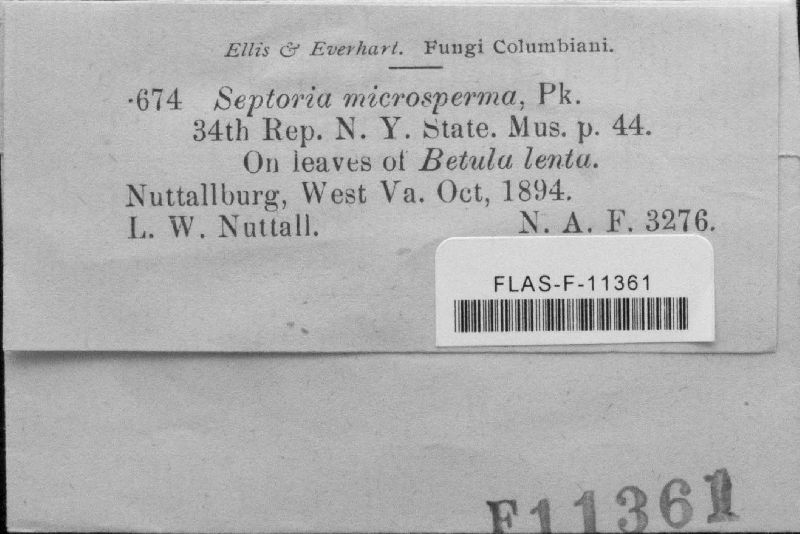 Ellis & Everhart. Fungi Columbiani.
·674 Septoria microsperma, Pk.
34th Rep. N. Y. State. Mus. p. 44.
On leaves of Betula lenta.
Nuttallburg, West Va. Oct, 1894.
L. W. Nuttall. N. A. F. 3276.
FLAS-F-11361
F11361